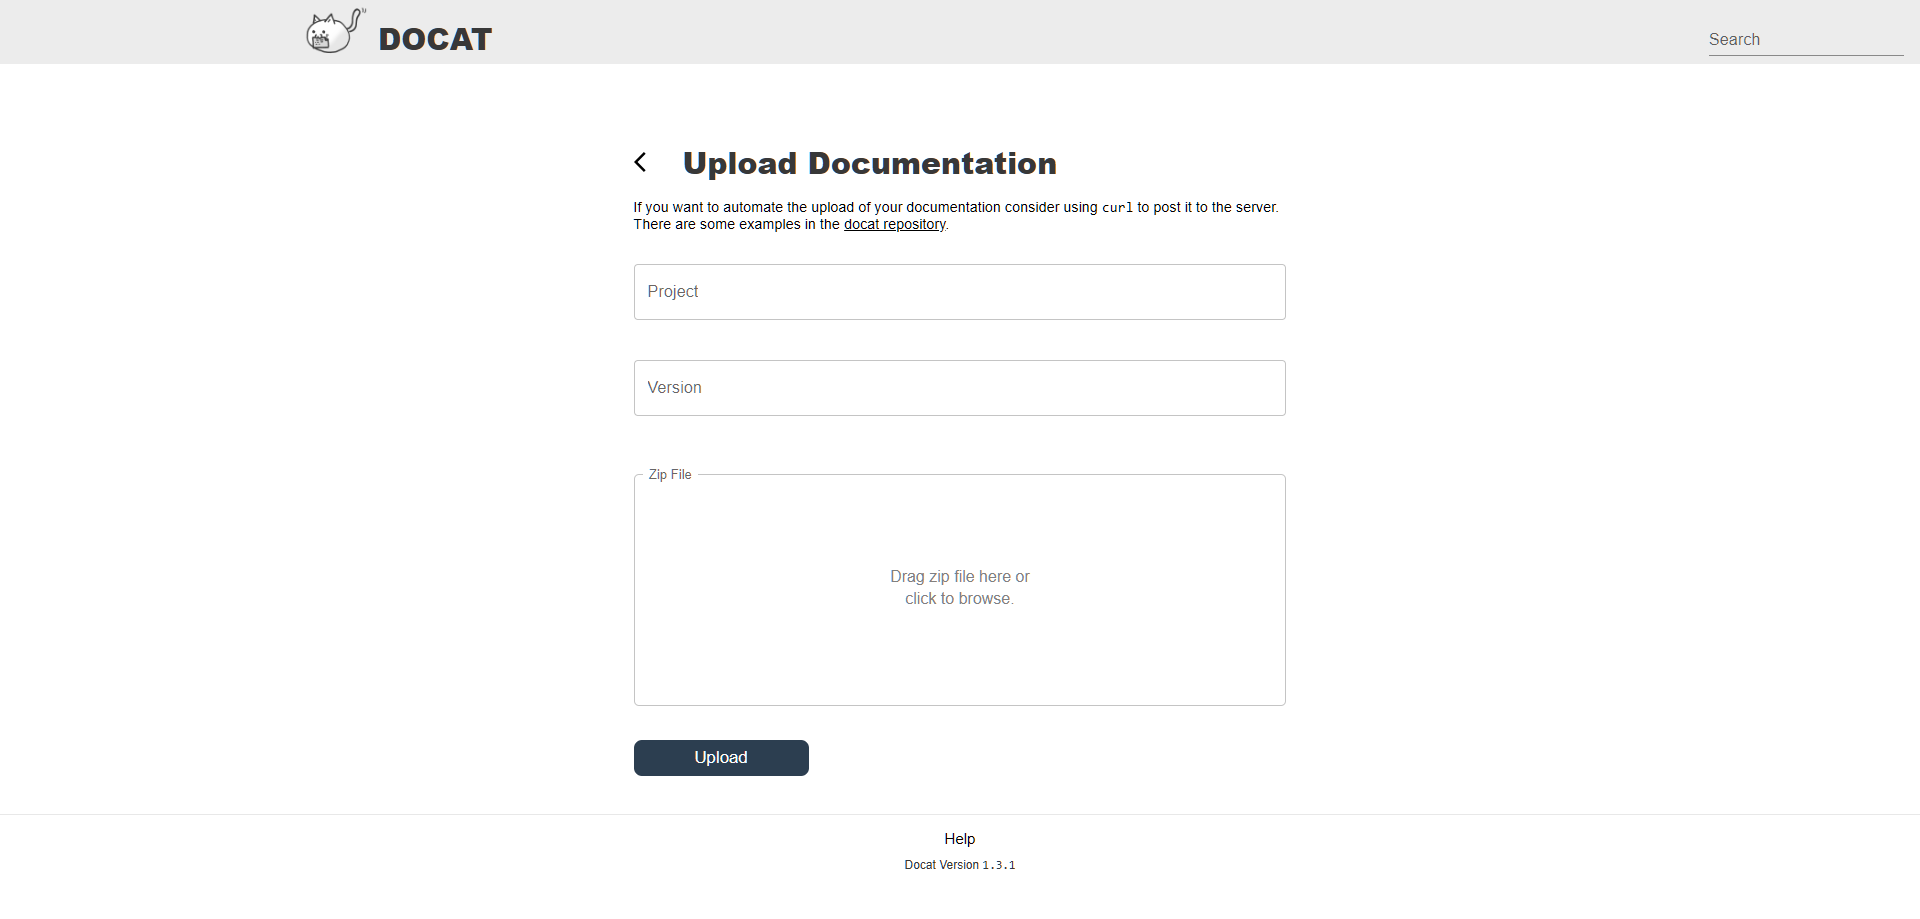 DOCAT
Search
Upload Documentation
If you want to automate the upload of your documentation consider using curl to post it to the server.
There are some examples in the docat repository.
Project
Version
Zip File
Drag zip file here or
click to browse.
Upload
Help
Docat Version 1.3.1